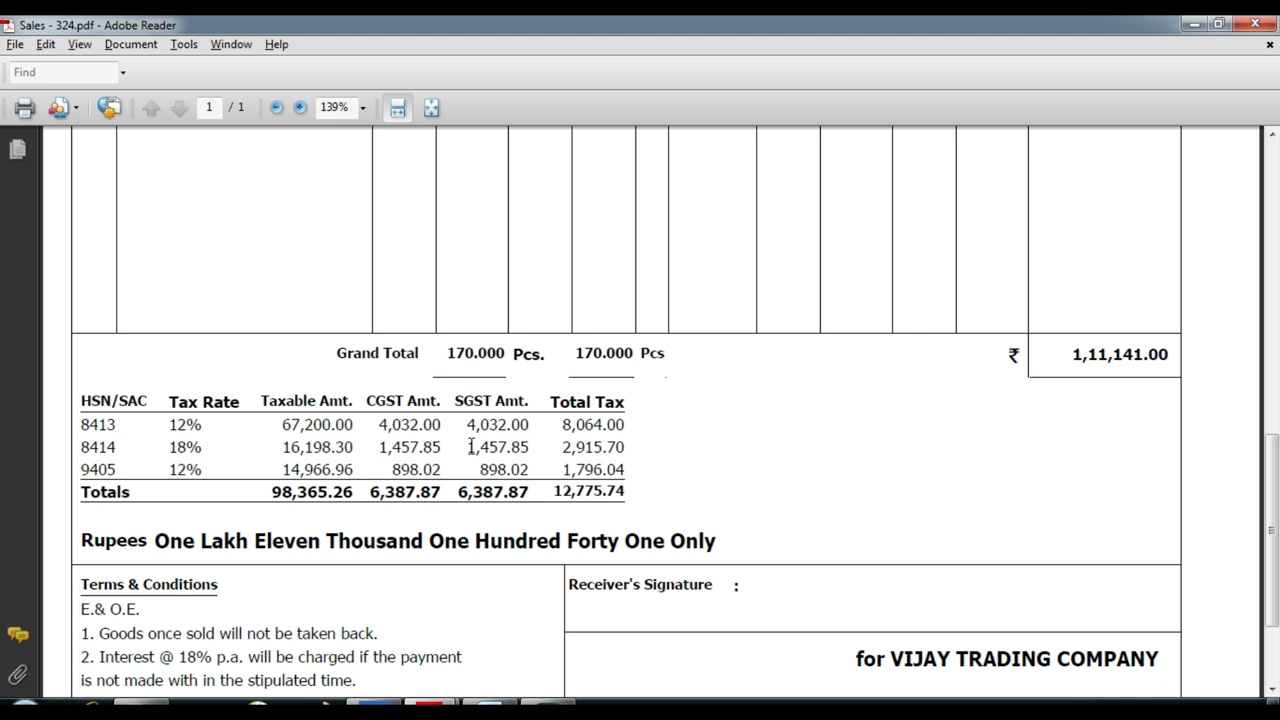 Sales - 324.pdf - Adobe Reader
File Edit View Document Tools Window Help
Find
1 / 1 139%
Grand Total 170.000 Pcs. 170.000 Pcs ₹ 1,11,141.00
HSN/SAC Tax Rate Taxable Amt. CGST Amt. SGST Amt. Total Tax
8413 12% 67,200.00 4,032.00 4,032.00 8,064.00
8414 18% 16,198.30 1,457.85 1,457.85 2,915.70
9405 12% 14,966.96 898.02 898.02 1,796.04
Totals 98,365.26 6,387.87 6,387.87 12,775.74
Rupees One Lakh Eleven Thousand One Hundred Forty One Only
Terms & Conditions
E.& O.E.
1. Goods once sold will not be taken back.
2. Interest @ 18% p.a. will be charged if the payment
is not made with in the stipulated time.
Receiver's Signature :
for VIJAY TRADING COMPANY